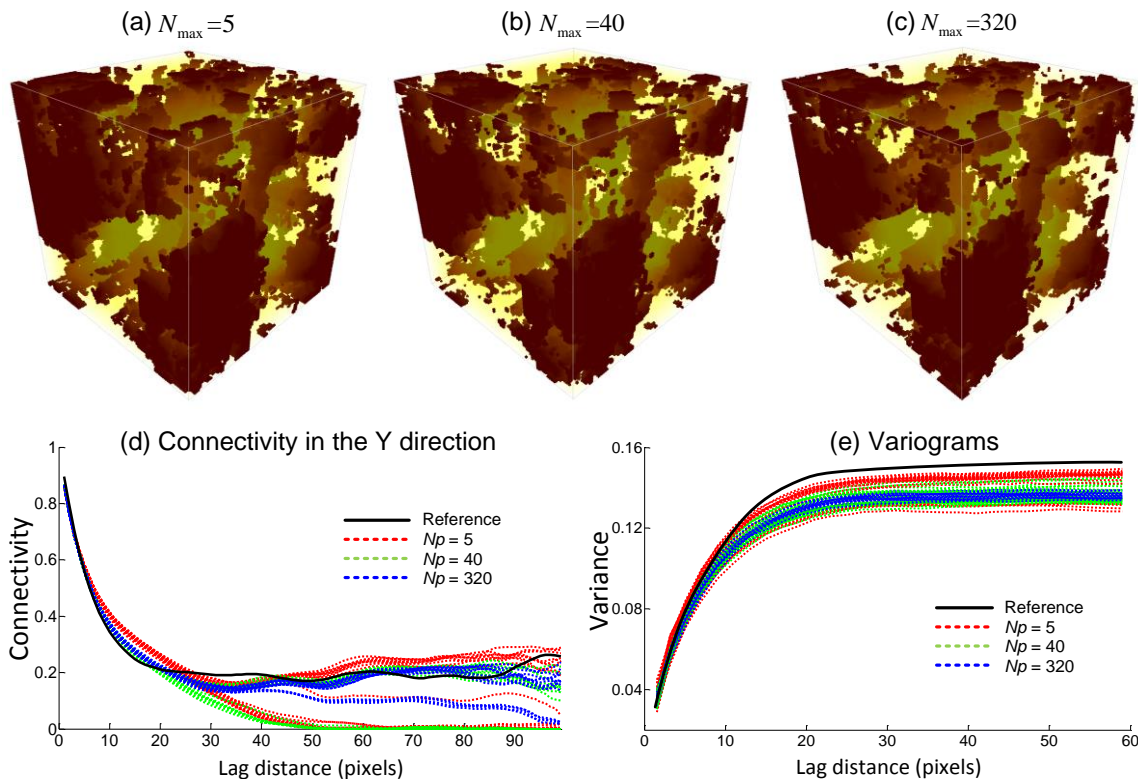 (a) N_max=5
(b) N_max=40
(c) N_max=320
(d) Connectivity in the Y direction
Connectivity
1
0.8
0.6
0.4
0.2
0
0 10 20 30 40 50 60 70 80 90
Lag distance (pixels)
Reference
Np = 5
Np = 40
Np = 320
(e) Variograms
Variance
0.16
0.12
0.08
0.04
0 10 20 30 40 50 60
Lag distance (pixels)
Reference
Np = 5
Np = 40
Np = 320